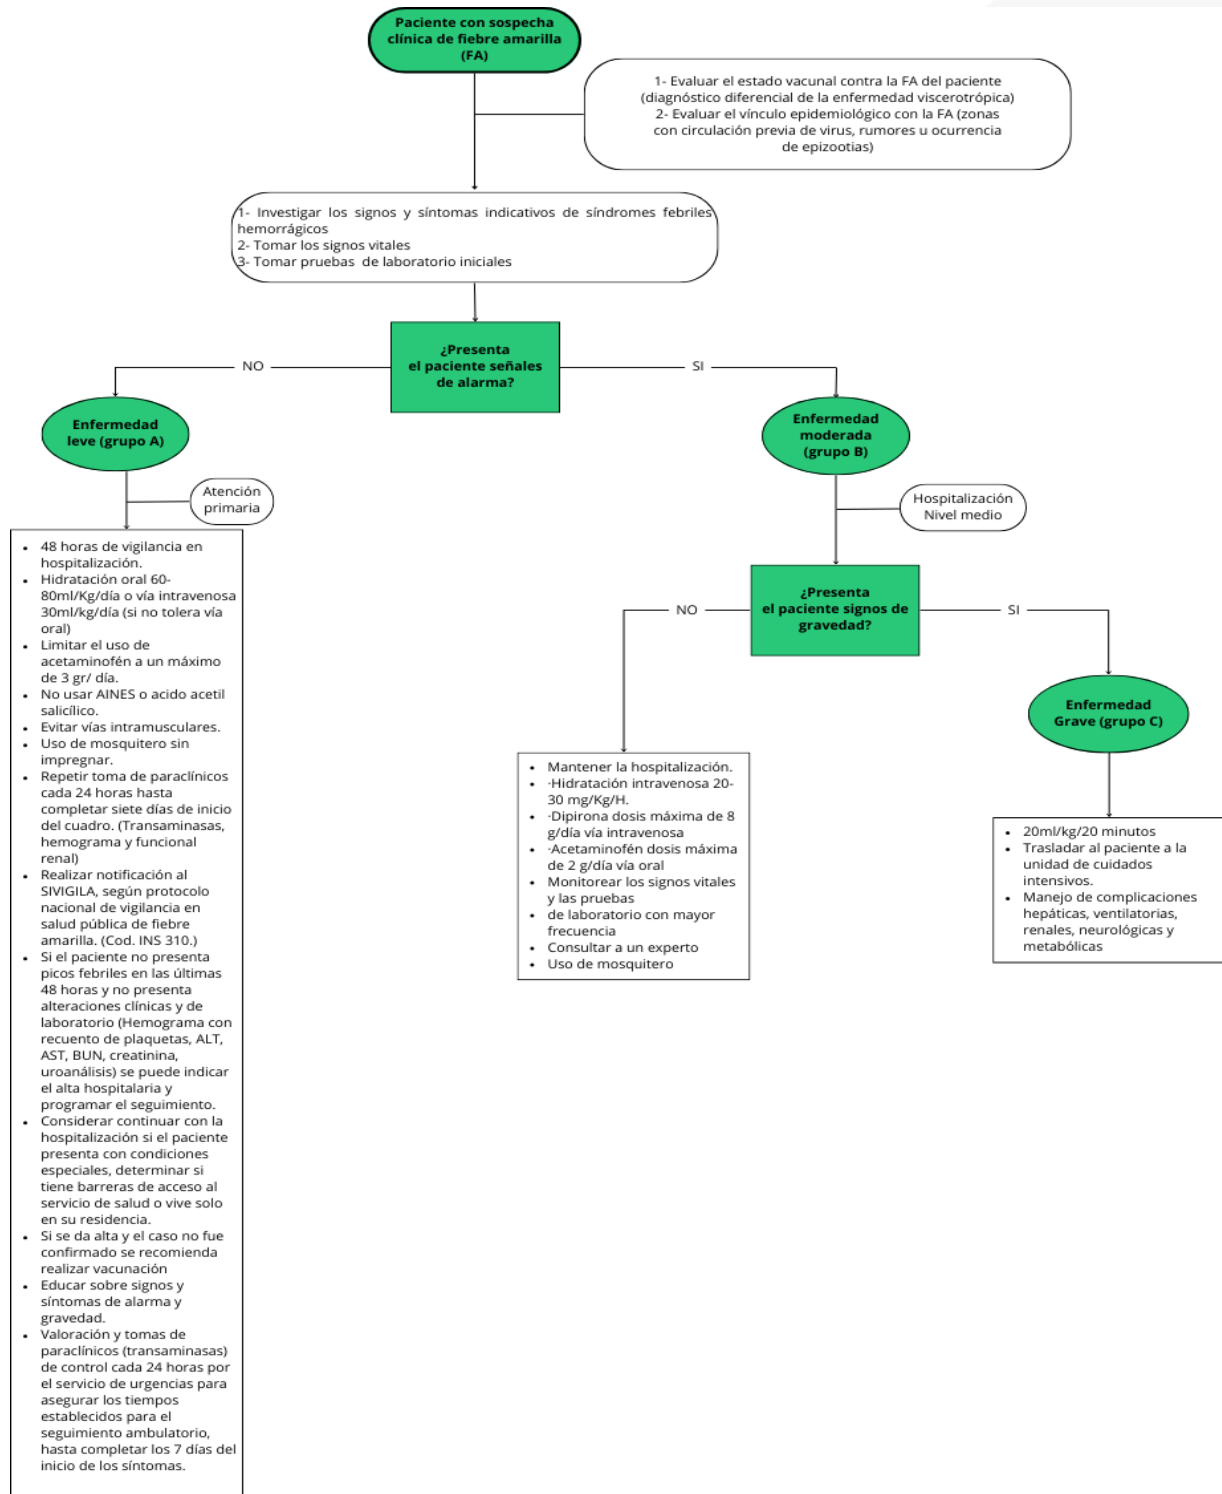 Paciente con sospecha
clínica de fiebre amarilla
(FA)
1- Evaluar el estado vacunal contra la FA del paciente
(diagnóstico diferencial de la enfermedad viscerotrópica)
2- Evaluar el vínculo epidemiológico con la FA (zonas
con circulación previa de virus, rumores u ocurrencia
de epizootias)
1- Investigar los signos y síntomas indicativos de síndromes febriles
hemorrágicos
2- Tomar los signos vitales
3- Tomar pruebas de laboratorio iniciales
¿Presenta
el paciente señales
de alarma?
NO
SI
Enfermedad
leve (grupo A)
Enfermedad
moderada
(grupo B)
Atención
primaria
Hospitalización
Nivel medio
• 48 horas de vigilancia en
hospitalización.
• Hidratación oral 60-
80ml/Kg/día o vía intravenosa
30ml/kg/día (si no tolera vía
oral)
• Limitar el uso de
acetaminofén a un máximo
de 3 gr/ día.
• No usar AINES o acido acetil
salicílico.
• Evitar vías intramusculares.
• Uso de mosquitero sin
impregnar.
• Repetir toma de paraclínicos
cada 24 horas hasta
completar siete días de inicio
del cuadro. (Transaminasas,
hemograma y funcional
renal)
• Realizar notificación al
SIVIGILA, según protocolo
nacional de vigilancia en
salud pública de fiebre
amarilla. (Cod. INS 310.)
• Si el paciente no presenta
picos febriles en las últimas
48 horas y no presenta
alteraciones clínicas y de
laboratorio (Hemograma con
recuento de plaquetas, ALT,
AST, BUN, creatinina,
uroanálisis) se puede indicar
el alta hospitalaria y
programar el seguimiento.
• Considerar continuar con la
hospitalización si el paciente
presenta con condiciones
especiales, determinar si
tiene barreras de acceso al
servicio de salud o vive solo
en su residencia.
• Si se da alta y el caso no fue
confirmado se recomienda
realizar vacunación
• Educar sobre signos y
síntomas de alarma y
gravedad.
• Valoración y tomas de
paraclínicos (transaminasas)
de control cada 24 horas por
el servicio de urgencias para
asegurar los tiempos
establecidos para el
seguimiento ambulatorio,
hasta completar los 7 días del
inicio de los síntomas.
¿Presenta
el paciente signos de
gravedad?
NO
SI
Enfermedad
Grave (grupo C)
• Mantener la hospitalización.
• ·Hidratación intravenosa 20-
30 mg/Kg/H.
• ·Dipirona dosis máxima de 8
g/día vía intravenosa
• ·Acetaminofén dosis máxima
de 2 g/día vía oral
• Monitorear los signos vitales
y las pruebas
• de laboratorio con mayor
frecuencia
• Consultar a un experto
• Uso de mosquitero
• 20ml/kg/20 minutos
• Trasladar al paciente a la
unidad de cuidados
intensivos.
• Manejo de complicaciones
hepáticas, ventilatorias,
renales, neurológicas y
metabólicas